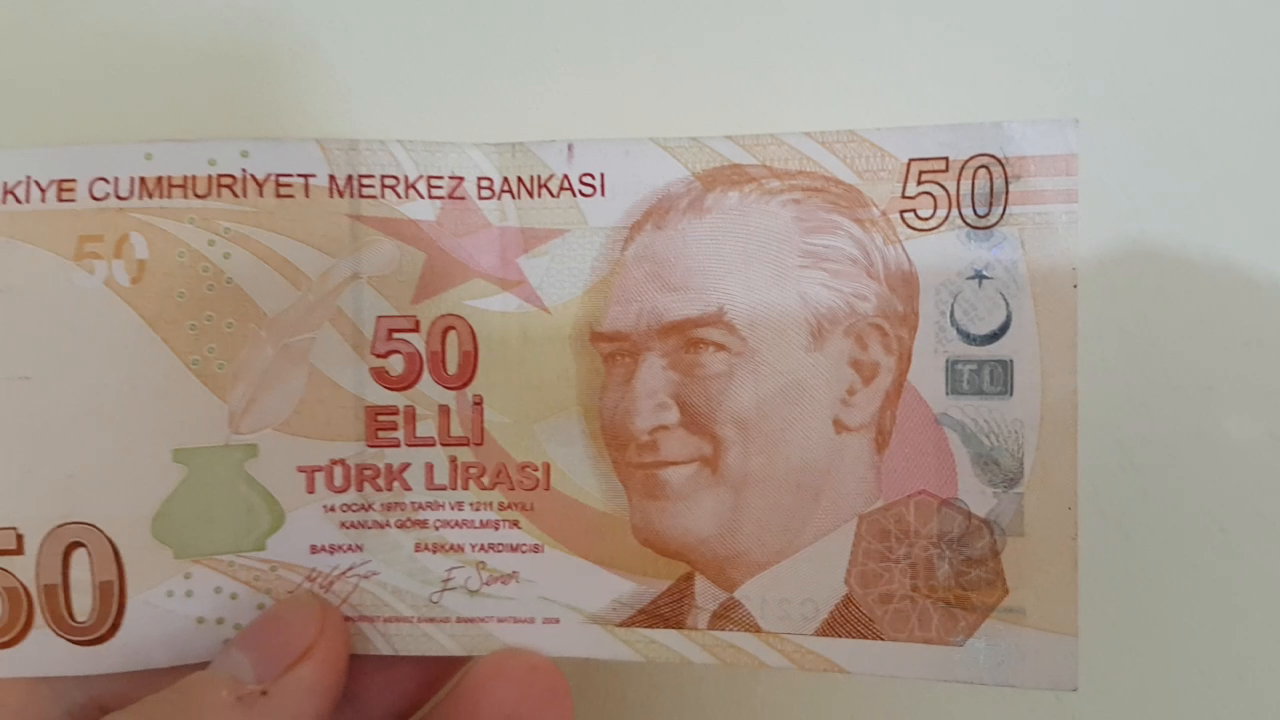 KİYE CUMHURİYET MERKEZ BANKASI
50
50
50
ELLİ
TÜRK LİRASI
14 OCAK 1970 TARİH VE 1211 SAYILI
KANUNA GÖRE ÇIKARILMIŞTIR.
BAŞKAN BAŞKAN YARDIMCISI
50
50
MERKEZ BANKASI BANKNOT MATBAASI 2009